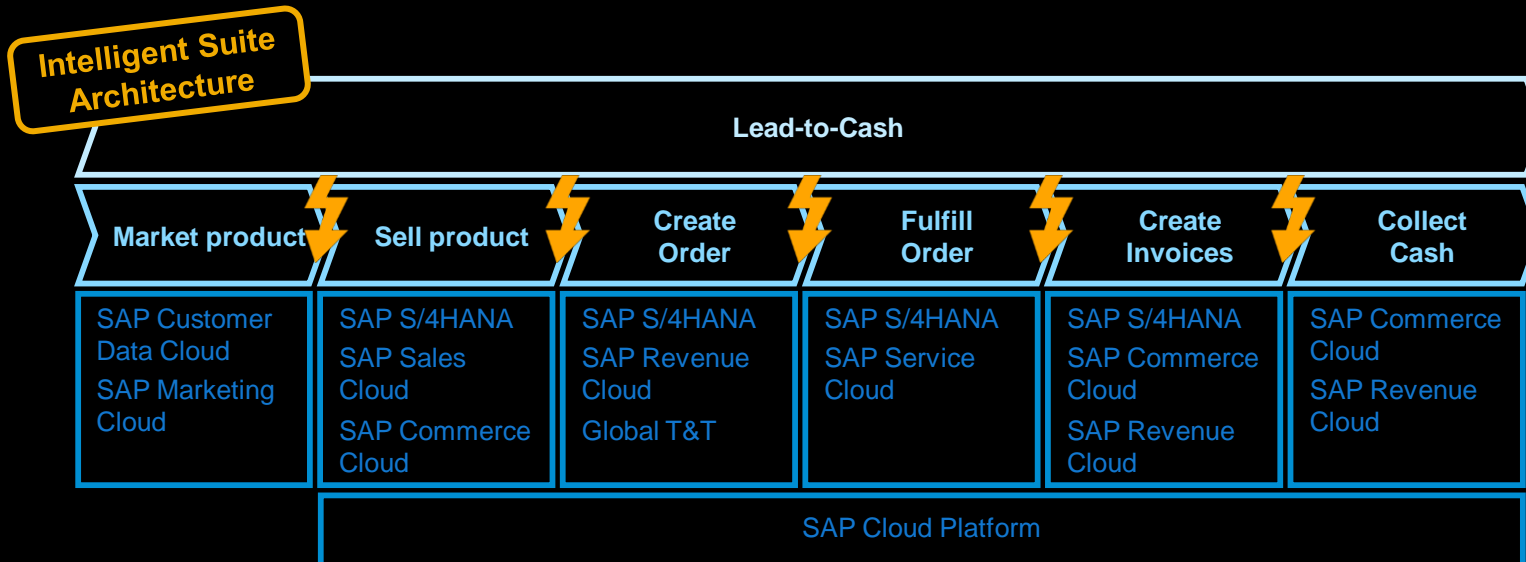 Intelligent Suite
Architecture
Lead-to-Cash
Market product
Sell product
Create
Order
Fulfill
Order
Create
Invoices
Collect
Cash
SAP Customer
Data Cloud
SAP Marketing
Cloud
SAP S/4HANA
SAP Sales
Cloud
SAP Commerce
Cloud
SAP S/4HANA
SAP Revenue
Cloud
Global T&T
SAP S/4HANA
SAP Service
Cloud
SAP S/4HANA
SAP Commerce
Cloud
SAP Revenue
Cloud
SAP Commerce
Cloud
SAP Revenue
Cloud
SAP Cloud Platform